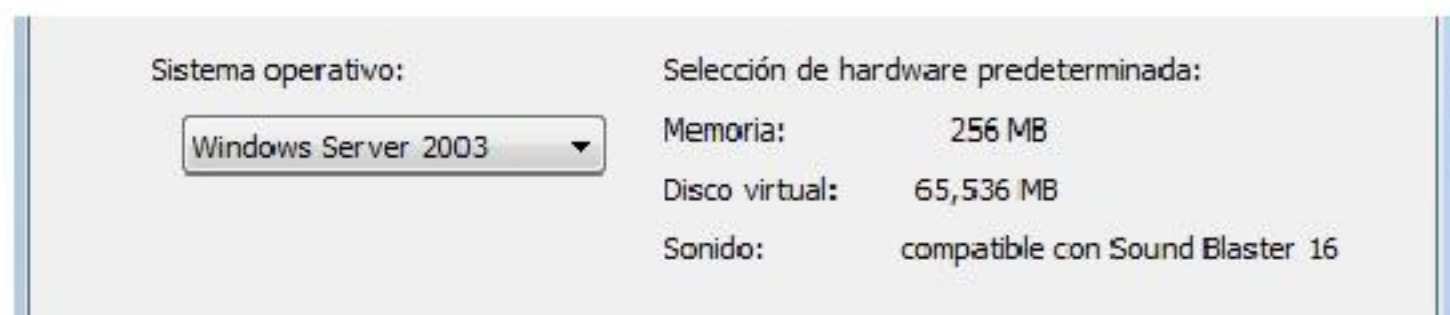 Sistema operativo:
Windows Server 2003
Selección de hardware predeterminada:
Memoria: 256 MB
Disco virtual: 65,536 MB
Sonido: compatible con Sound Blaster 16